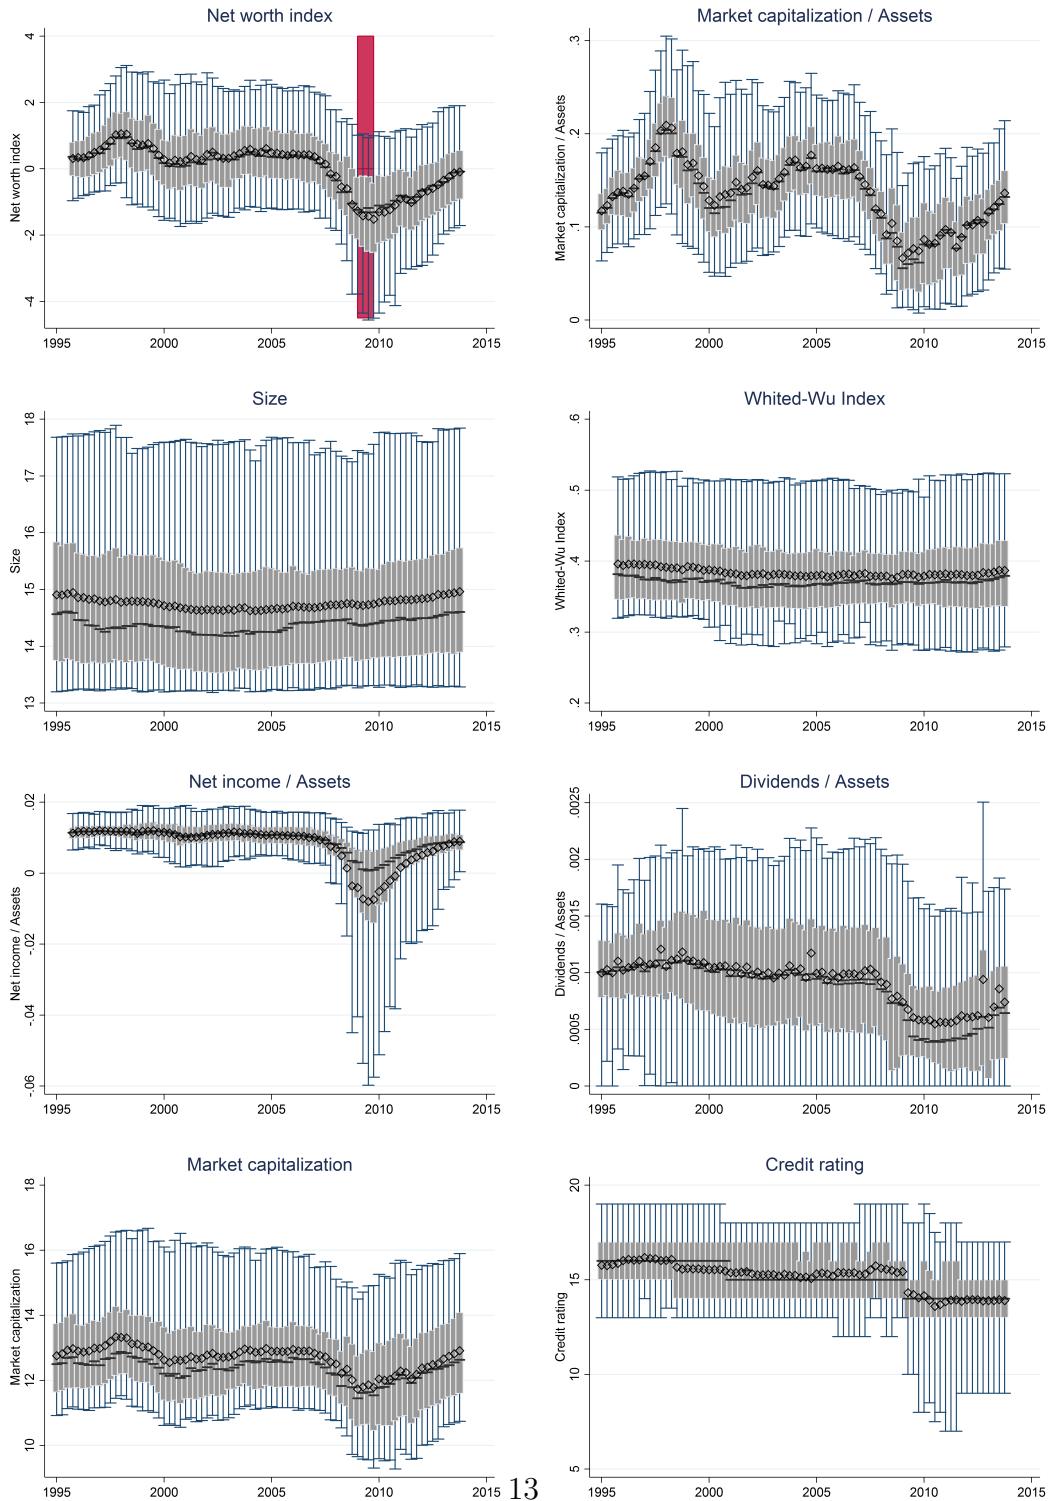 Net worth index
Net worth index
4
2
0
-2
-4
1995 2000 2005 2010 2015
Market capitalization / Assets
Market capitalization / Assets
.3
.2
.1
0
1995 2000 2005 2010 2015
Size
Size
18
17
16
15
14
13
1995 2000 2005 2010 2015
Whited-Wu Index
Whited-Wu Index
.6
.5
.4
.3
.2
1995 2000 2005 2010 2015
Net income / Assets
Net income / Assets
.02
0
-.02
-.04
-.06
1995 2000 2005 2010 2015
Dividends / Assets
Dividends / Assets
.0025
.002
.0015
.001
.0005
0
1995 2000 2005 2010 2015
Market capitalization
Market capitalization
18
16
14
12
10
1995 2000 2005 2010 2015
Credit rating
Credit rating
20
15
10
5
1995 2000 2005 2010 2015
13